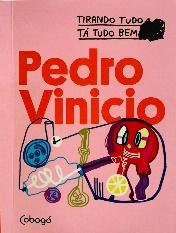 TIRANDO TUDO
TÁ TUDO BEM
Pedro
Vinicio
Cobogó